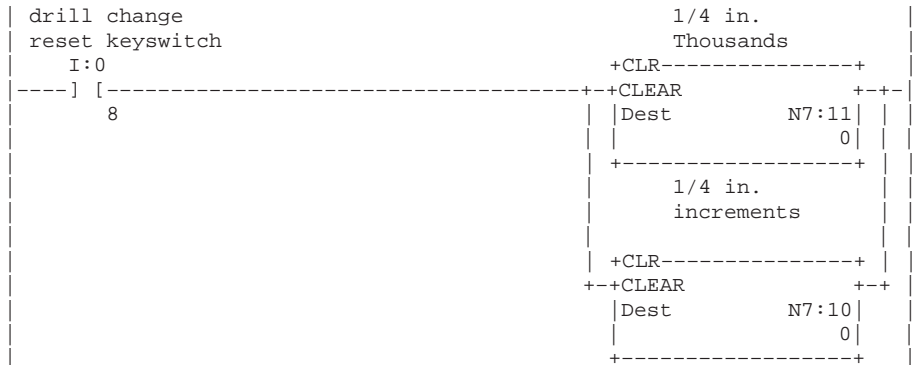 | drill change                                      1/4 in.            |
| reset keyswitch                                  Thousands           |
|    I:0                                       +CLR---------------+    |
|----] [-------------------------------------+-+CLEAR             +-+-|
|       8                                    | |Dest         N7:11| | |
|                                            | |                 0| | |
|                                            | +------------------+ | |
|                                            |      1/4 in.         | |
|                                            |      increments      | |
|                                            |                      | |
|                                            | +CLR---------------+ | |
|                                            +-+CLEAR             +-+ |
|                                              |Dest         N7:10|   |
|                                              |                 0|   |
|                                              +------------------+   |